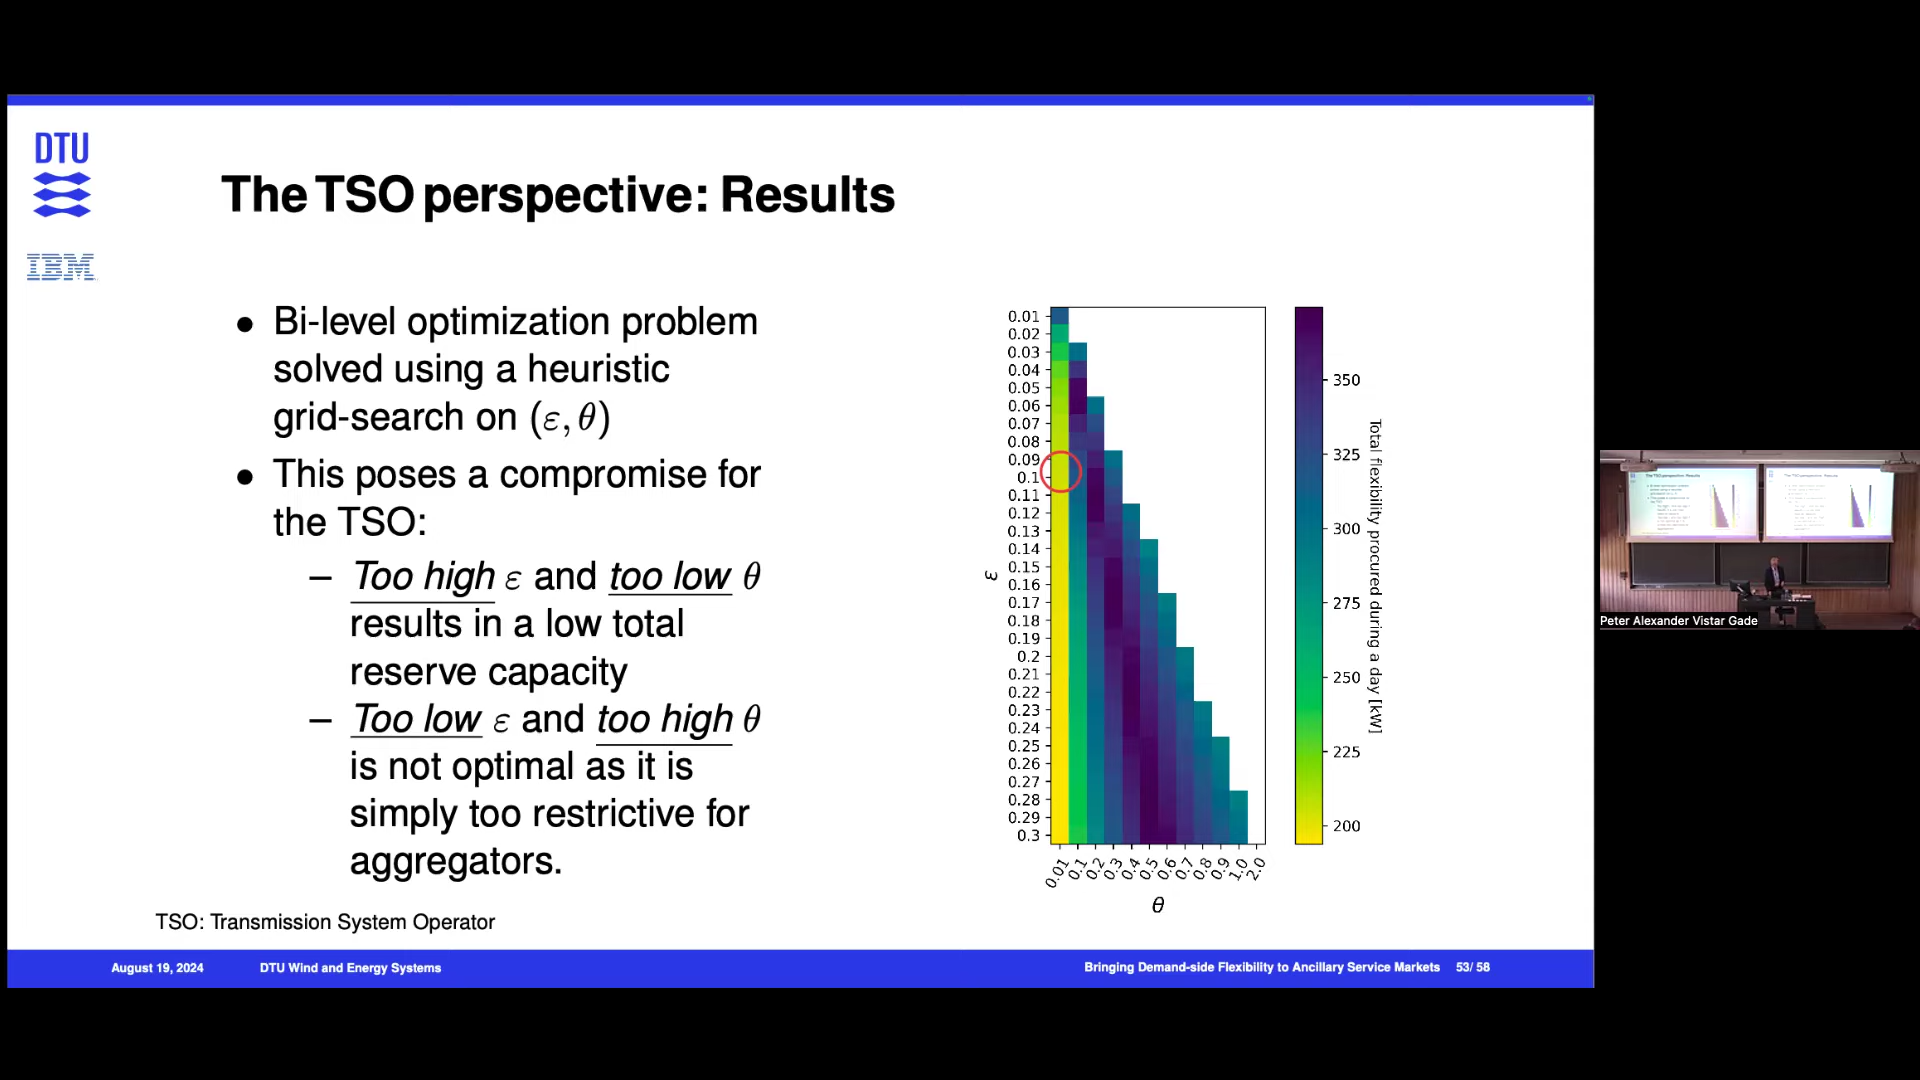 DTU
IBM
The TSO perspective: Results
• Bi-level optimization problem
solved using a heuristic
grid-search on (ε, θ)
• This poses a compromise for
the TSO:
– Too high ε and too low θ
results in a low total
reserve capacity
– Too low ε and too high θ
is not optimal as it is
simply too restrictive for
aggregators.
TSO: Transmission System Operator
0.01
0.02
0.03
0.04
0.05
0.06
0.07
0.08
0.09
0.1
0.11
0.12
0.13
0.14
0.15
0.16
0.17
0.18
0.19
0.2
0.21
0.22
0.23
0.24
0.25
0.26
0.27
0.28
0.29
0.3
ε
0.01 0.1 0.2 0.3 0.4 0.5 0.6 0.7 0.8 0.9 1.0 2.0
θ
350
325
300
275
250
225
200
Total flexibility procured during a day [kW]
August 19, 2024 DTU Wind and Energy Systems Bringing Demand-side Flexibility to Ancillary Service Markets 53/ 58
Peter Alexander Vistar Gade